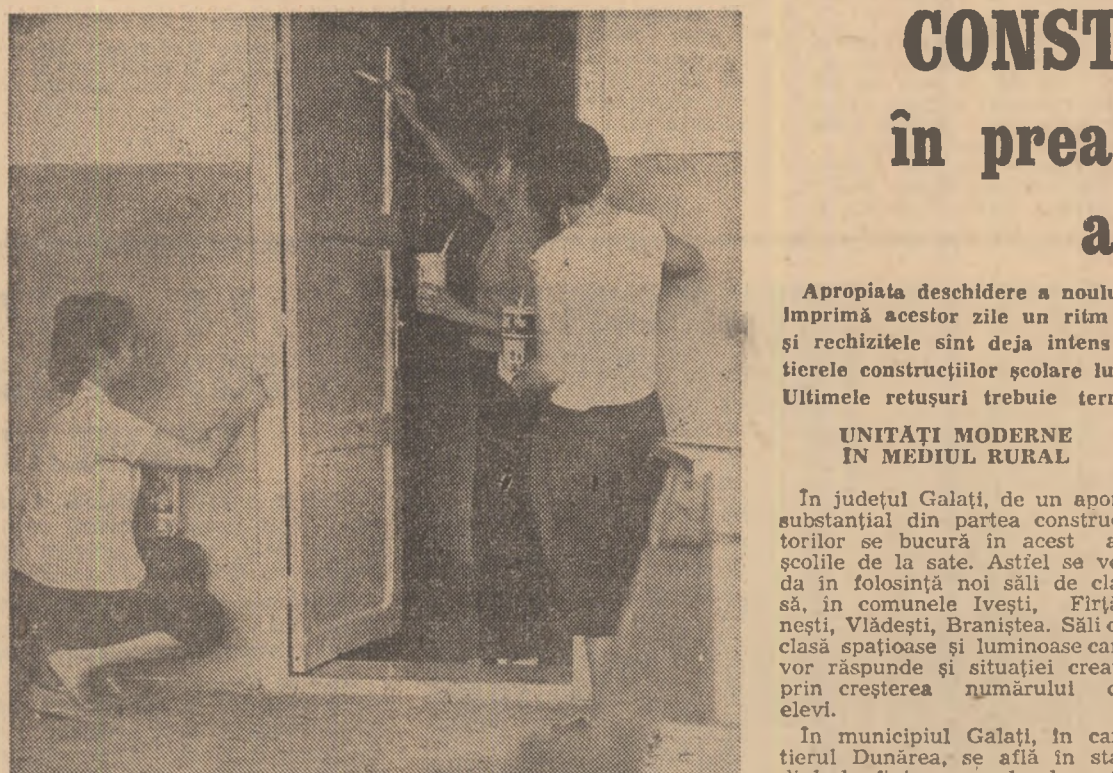 CONST
în prea
a
Apropiata deschidere a noulu
imprimă acestor zile un ritm
și rechizitele sînt deja intens
tierele construcțiilor școlare lu
Ultimele retușuri trebuie tern
UNITĂȚI MODERNE
ÎN MEDIUL RURAL
În județul Galați, de un apor
substanțial din partea construc
torilor se bucură în acest a
școlile de la sate. Astfel se vo
da în folosință noi săli de cla
să, în comunele Ivești, Fîrță
nești, Vlădești, Braniștea. Săli d
clasă spațioase și luminoase car
vor răspunde și situației crea
prin creșterea numărului d
elevi.
În municipiul Galați, în car
tierul Dunărea, se află în sta